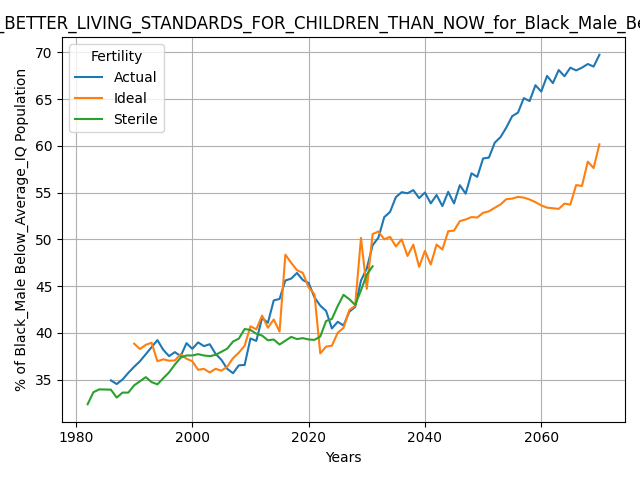 _BETTER_LIVING_STANDARDS_FOR_CHILDREN_THAN_NOW_for_Black_Male_Be
% of Black_Male Below_Average_IQ Population
70
65
60
55
50
45
40
35
Fertility
Actual
Ideal
Sterile
1980
2000
2020
2040
2060
Years